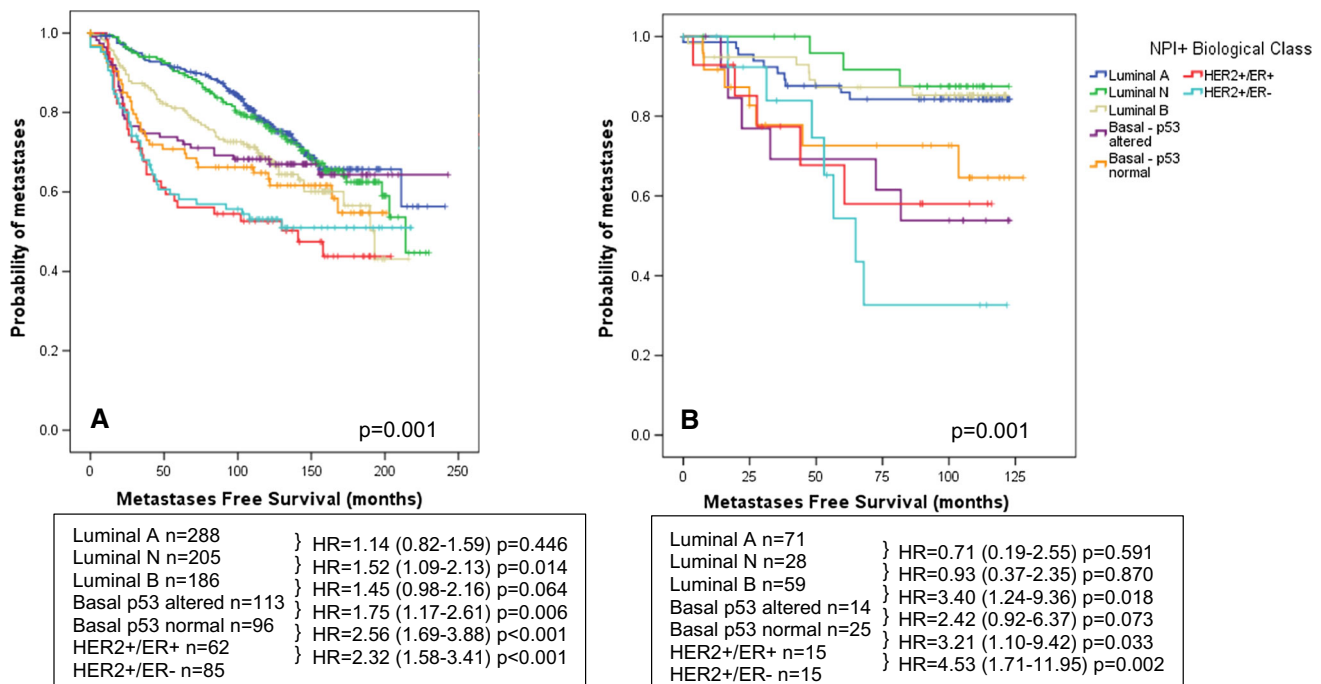 1.0
0.8
0.6
0.4
0.2
0.0
Probability of metastases
A
p=0.001
0 50 100 150 200 250
Metastases Free Survival (months)
Luminal A n=288
Luminal N n=205
Luminal B n=186
Basal p53 altered n=113
Basal p53 normal n=96
HER2+/ER+ n=62
HER2+/ER- n=85
} HR=1.14 (0.82-1.59) p=0.446
} HR=1.52 (1.09-2.13) p=0.014
} HR=1.45 (0.98-2.16) p=0.064
} HR=1.75 (1.17-2.61) p=0.006
} HR=2.56 (1.69-3.88) p<0.001
} HR=2.32 (1.58-3.41) p<0.001
1.0
0.8
0.6
0.4
0.2
0.0
Probability of metastases
B
p=0.001
0 25 50 75 100 125
Metastases Free Survival (months)
Luminal A n=71
Luminal N n=28
Luminal B n=59
Basal p53 altered n=14
Basal p53 normal n=25
HER2+/ER+ n=15
HER2+/ER- n=15
} HR=0.71 (0.19-2.55) p=0.591
} HR=0.93 (0.37-2.35) p=0.870
} HR=3.40 (1.24-9.36) p=0.018
} HR=2.42 (0.92-6.37) p=0.073
} HR=3.21 (1.10-9.42) p=0.033
} HR=4.53 (1.71-11.95) p=0.002
NPI+ Biological Class
Luminal A
Luminal N
Luminal B
Basal - p53
altered
Basal - p53
normal
HER2+/ER+
HER2+/ER-